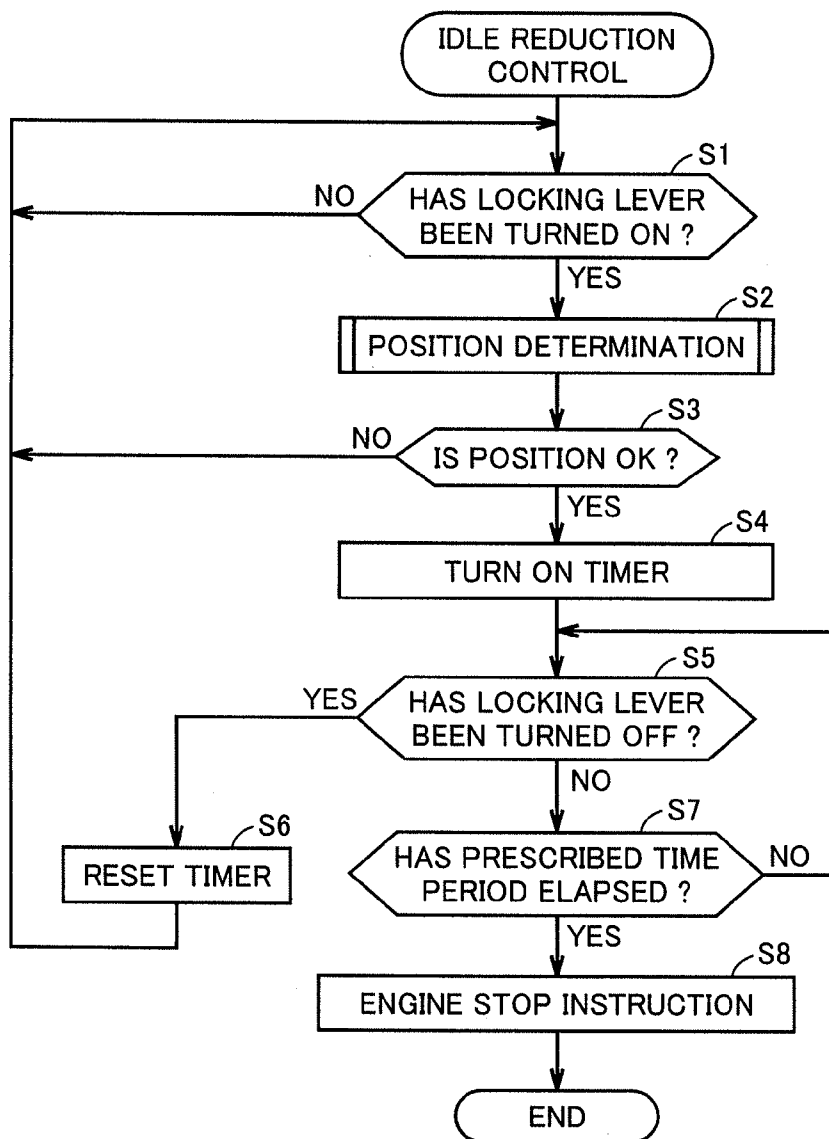 IDLE REDUCTION
CONTROL
S1
NO
HAS LOCKING LEVER
BEEN TURNED ON ?
YES
S2
POSITION DETERMINATION
S3
NO
IS POSITION OK ?
YES
S4
TURN ON TIMER
S5
YES
HAS LOCKING LEVER
BEEN TURNED OFF ?
NO
S6
RESET TIMER
S7
HAS PRESCRIBED TIME
PERIOD ELAPSED ?
NO
YES
S8
ENGINE STOP INSTRUCTION
END